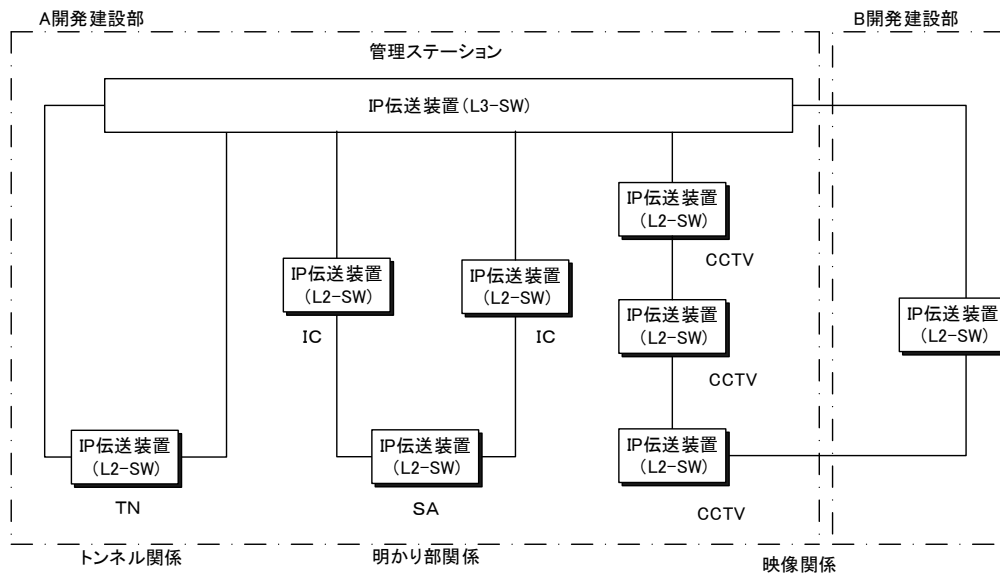 A開発建設部
B開発建設部
管理ステーション
IP伝送装置(L3-SW)
IP伝送装置
(L2-SW)
CCTV
IP伝送装置
(L2-SW)
IC
IP伝送装置
(L2-SW)
IC
IP伝送装置
(L2-SW)
CCTV
IP伝送装置
(L2-SW)
IP伝送装置
(L2-SW)
TN
IP伝送装置
(L2-SW)
SA
IP伝送装置
(L2-SW)
CCTV
トンネル関係
明かり部関係
映像関係